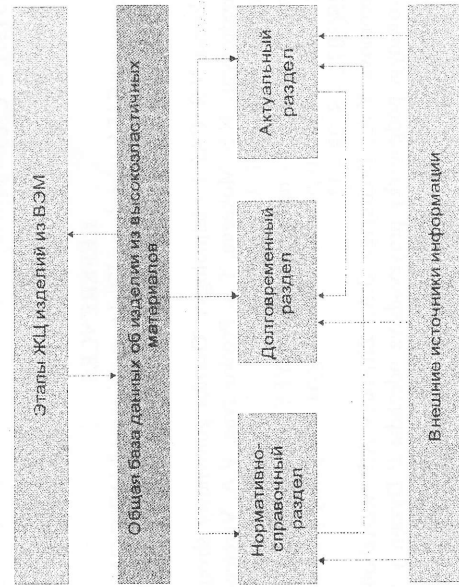 Этапы ЖЦ изделий из ВЭМ
Общая база данных об изделии из высокоэластичных
материалов
Нормативно-
справочный
раздел
Долговременный
раздел
Актуальный
раздел
Внешние источники информации